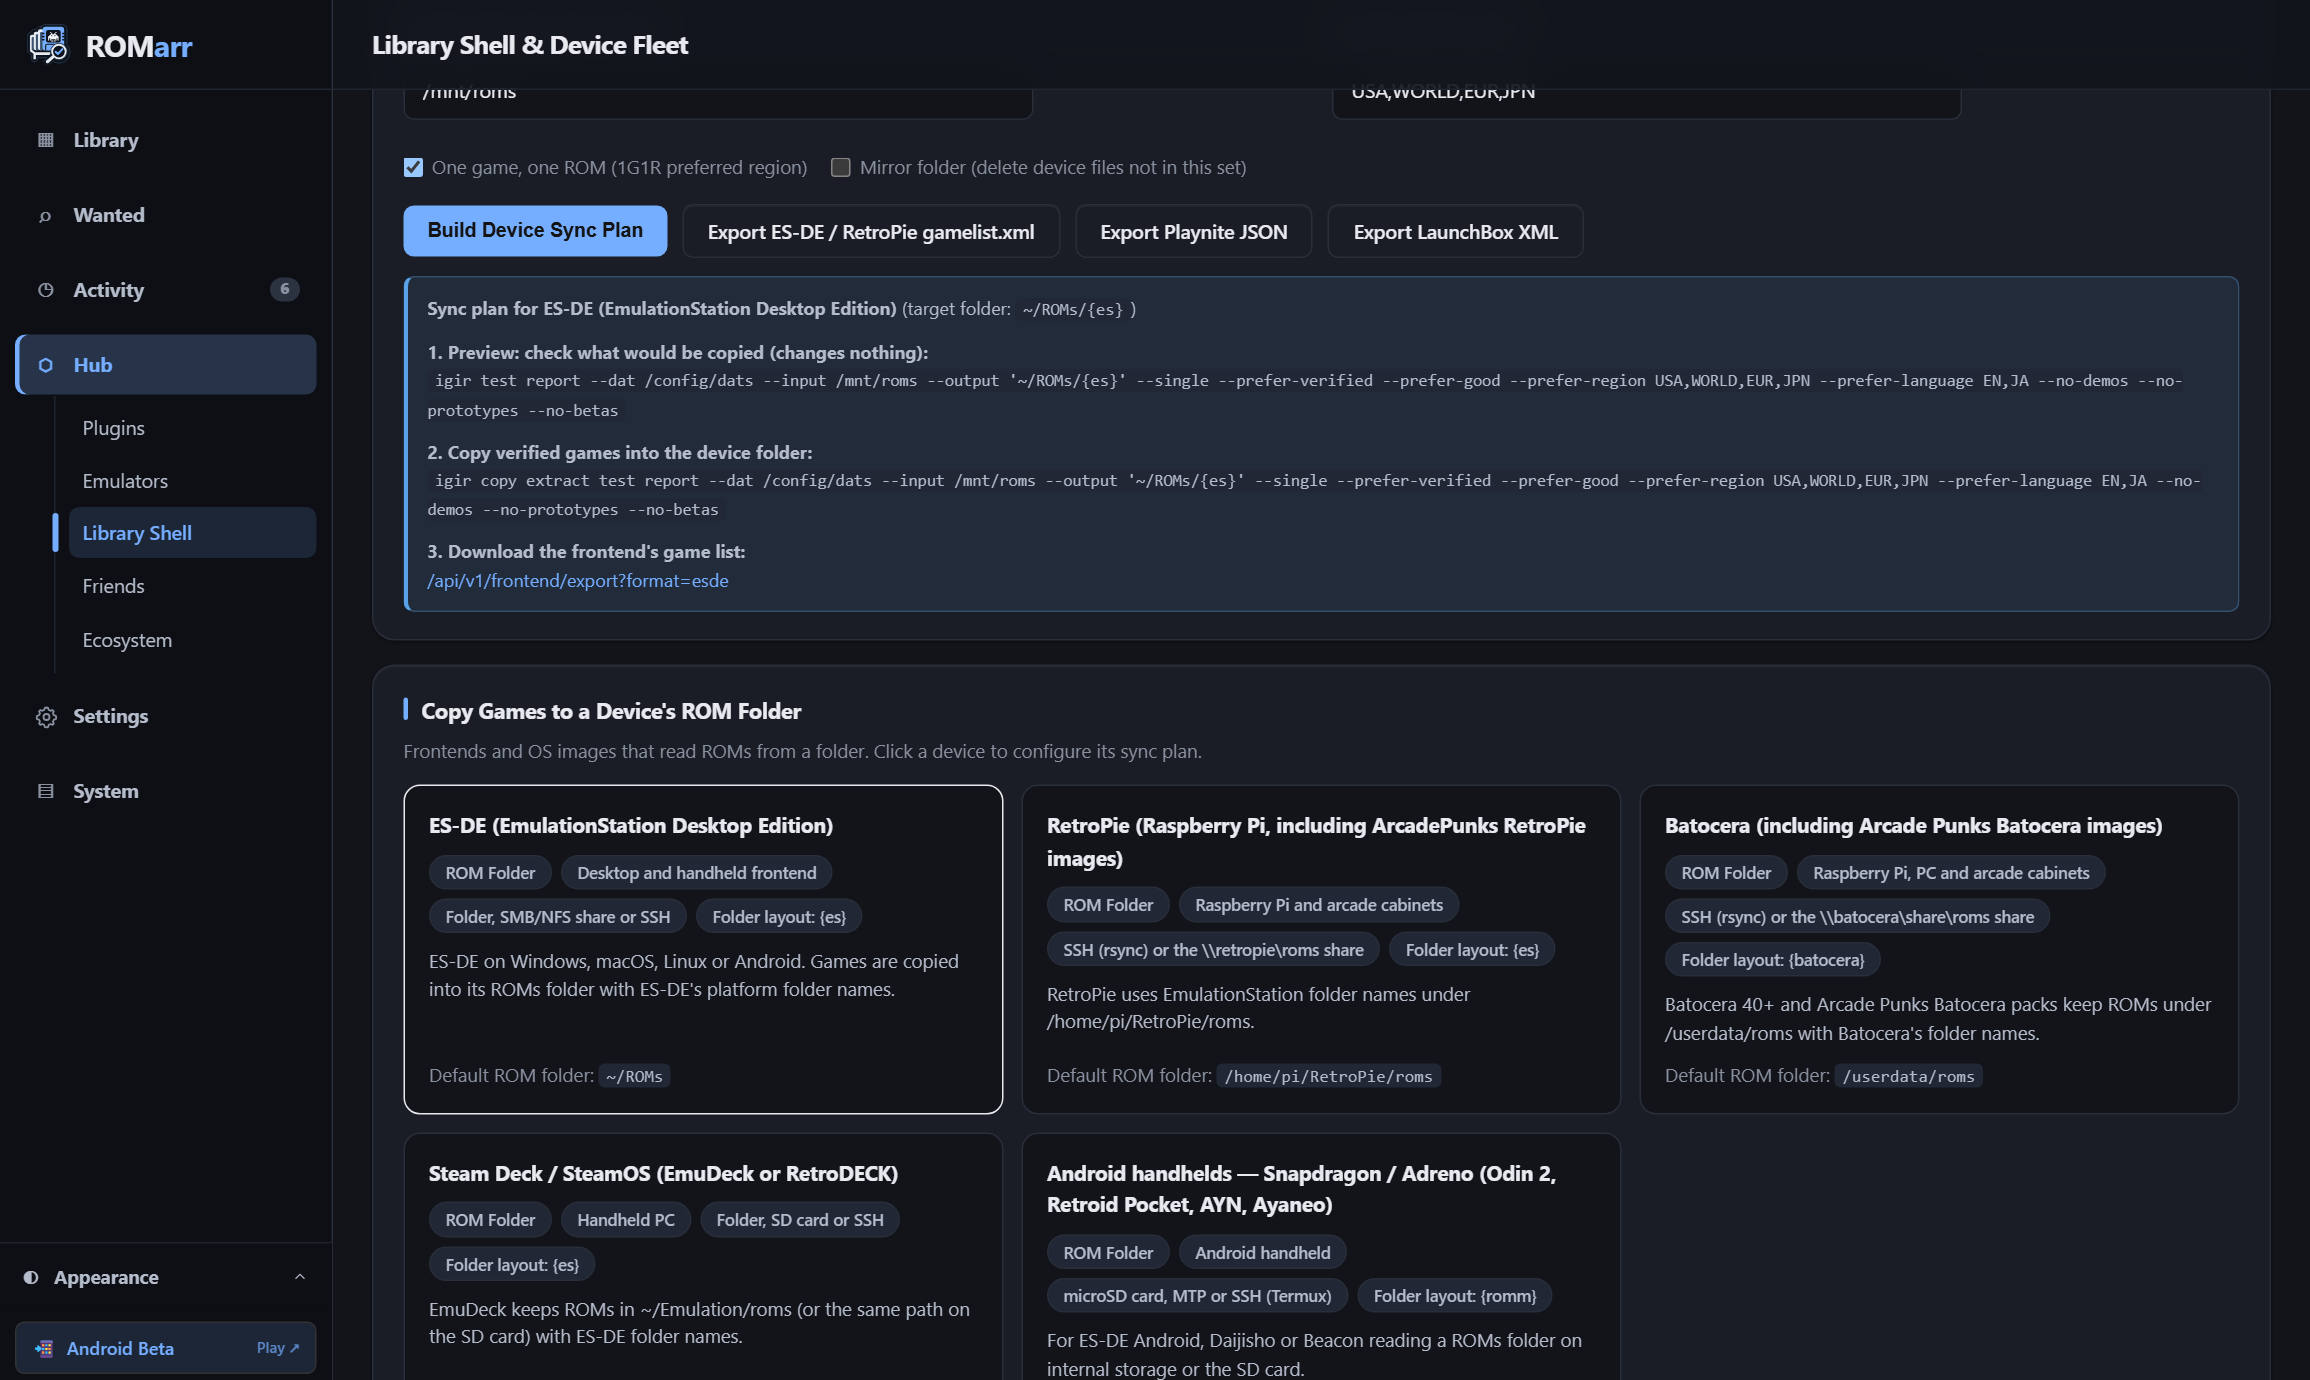 ROMarr
Library
Wanted
Activity
6
Hub
Plugins
Emulators
Library Shell
Friends
Ecosystem
Settings
System
Appearance
Android Beta
Play ↗
Library Shell & Device Fleet
/mnt/roms
USA,WORLD,EUR,JPN
One game, one ROM (1G1R preferred region)
Mirror folder (delete device files not in this set)
Build Device Sync Plan
Export ES-DE / RetroPie gamelist.xml
Export Playnite JSON
Export LaunchBox XML
Sync plan for ES-DE (EmulationStation Desktop Edition) (target folder: ~/ROMs/{es} )
1. Preview: check what would be copied (changes nothing):
igir test report --dat /config/dats --input /mnt/roms --output '~/ROMs/{es}' --single --prefer-verified --prefer-good --prefer-region USA,WORLD,EUR,JPN --prefer-language EN,JA --no-demos --no-
prototypes --no-betas
2. Copy verified games into the device folder:
igir copy extract test report --dat /config/dats --input /mnt/roms --output '~/ROMs/{es}' --single --prefer-verified --prefer-good --prefer-region USA,WORLD,EUR,JPN --prefer-language EN,JA --no-
demos --no-prototypes --no-betas
3. Download the frontend's game list:
/api/v1/frontend/export?format=esde
Copy Games to a Device's ROM Folder
Frontends and OS images that read ROMs from a folder. Click a device to configure its sync plan.
ES-DE (EmulationStation Desktop Edition)
ROM Folder
Desktop and handheld frontend
Folder, SMB/NFS share or SSH
Folder layout: {es}
ES-DE on Windows, macOS, Linux or Android. Games are copied
into its ROMs folder with ES-DE's platform folder names.
Default ROM folder: ~/ROMs
RetroPie (Raspberry Pi, including ArcadePunks RetroPie
images)
ROM Folder
Raspberry Pi and arcade cabinets
SSH (rsync) or the \\retropie\roms share
Folder layout: {es}
RetroPie uses EmulationStation folder names under
/home/pi/RetroPie/roms.
Default ROM folder: /home/pi/RetroPie/roms
Batocera (including Arcade Punks Batocera images)
ROM Folder
Raspberry Pi, PC and arcade cabinets
SSH (rsync) or the \\batocera\share\roms share
Folder layout: {batocera}
Batocera 40+ and Arcade Punks Batocera packs keep ROMs under
/userdata/roms with Batocera's folder names.
Default ROM folder: /userdata/roms
Steam Deck / SteamOS (EmuDeck or RetroDECK)
ROM Folder
Handheld PC
Folder, SD card or SSH
Folder layout: {es}
EmuDeck keeps ROMs in ~/Emulation/roms (or the same path on
the SD card) with ES-DE folder names.
Android handhelds — Snapdragon / Adreno (Odin 2,
Retroid Pocket, AYN, Ayaneo)
ROM Folder
Android handheld
microSD card, MTP or SSH (Termux)
Folder layout: {romm}
For ES-DE Android, Daijisho or Beacon reading a ROMs folder on
internal storage or the SD card.